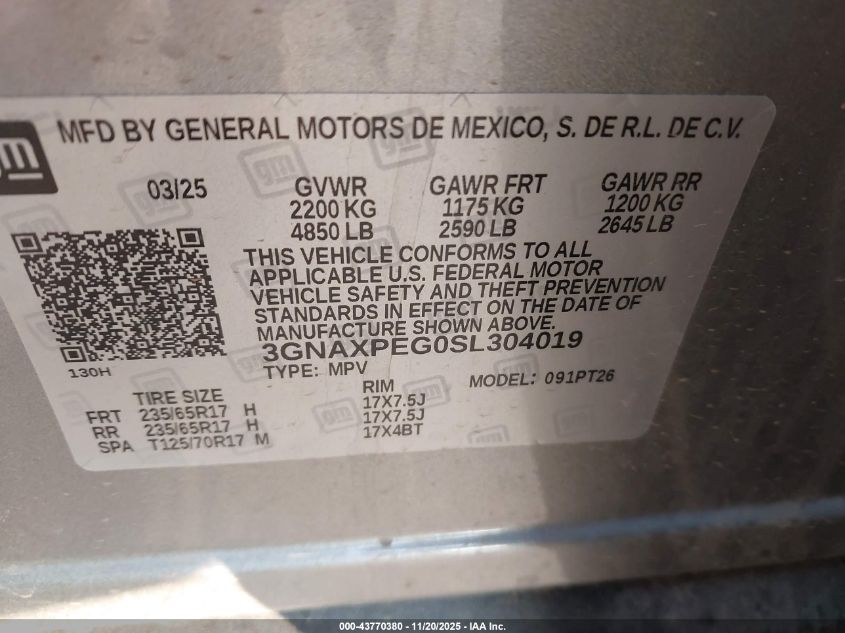 gm
MFD BY GENERAL MOTORS DE MEXICO, S. DE R.L. DE C.V.
03/25 GVWR GAWR FRT GAWR RR
2200 KG 1175 KG 1200 KG
4850 LB 2590 LB 2645 LB
THIS VEHICLE CONFORMS TO ALL
APPLICABLE U.S. FEDERAL MOTOR
VEHICLE SAFETY AND THEFT PREVENTION
STANDARDS IN EFFECT ON THE DATE OF
MANUFACTURE SHOWN ABOVE.
3GNAXPEG0SL304019
130H TYPE: MPV MODEL: 091PT26
TIRE SIZE RIM
FRT 235/65R17 H 17X7.5J
RR 235/65R17 H 17X7.5J
SPA T125/70R17 M 17X4BT
000-43770380 - 11/20/2025 - IAA Inc.